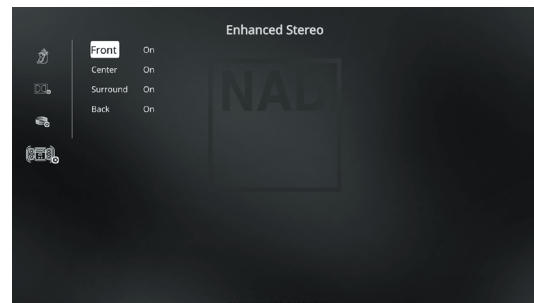 Enhanced Stereo
Front On
Center On
Surround On
Back On
NAD